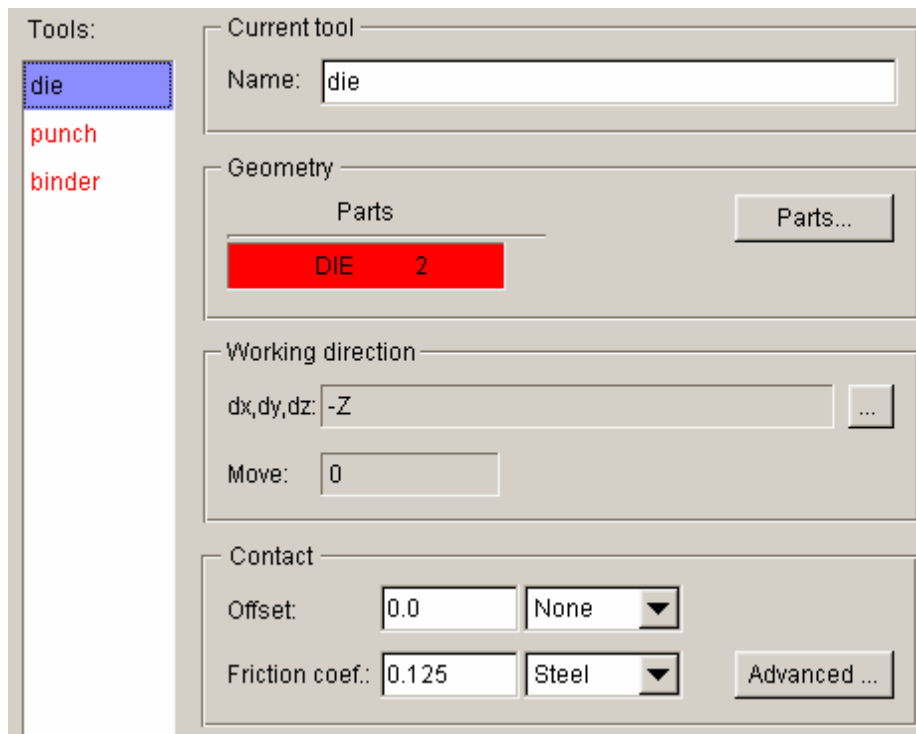 Tools:
die
punch
binder
Current tool
Name: die
Geometry
Parts
Parts...
DIE 2
Working direction
dx,dy,dz: -Z ...
Move: 0
Contact
Offset: 0.0 None
Friction coef.: 0.125 Steel Advanced ...